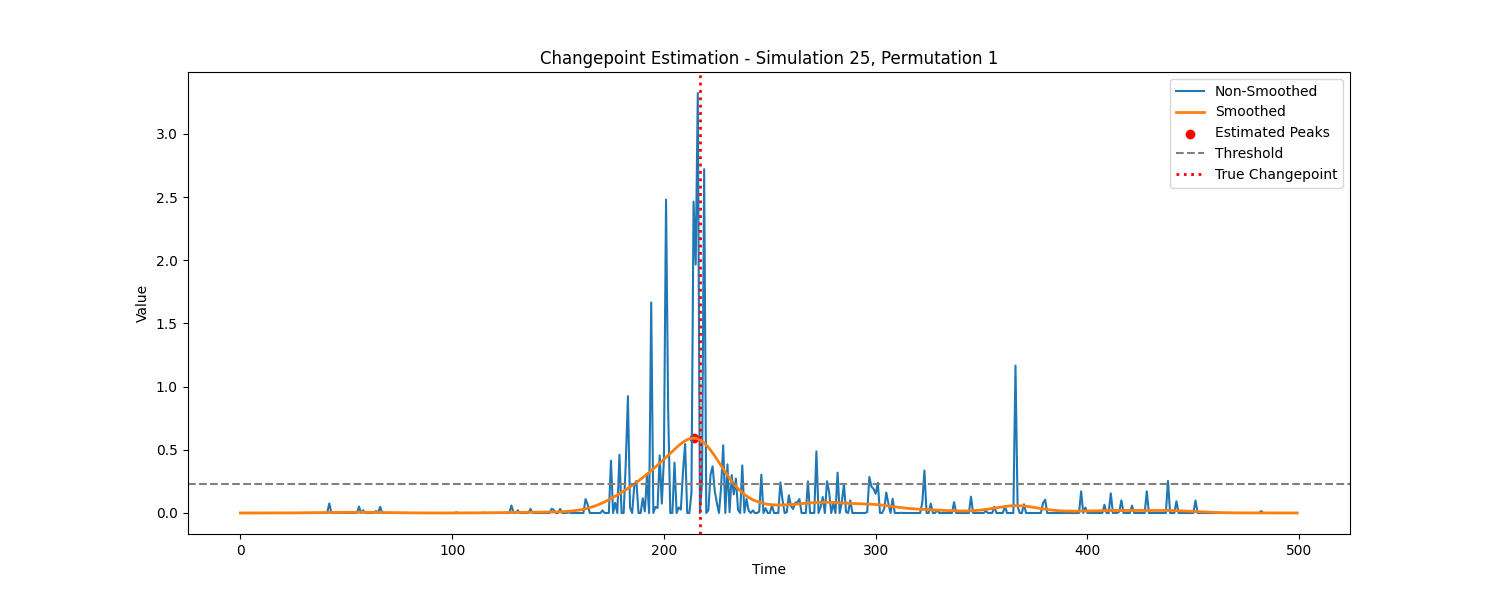 Changepoint Estimation - Simulation 25, Permutation 1
Non-Smoothed
Smoothed
Estimated Peaks
Threshold
True Changepoint
3.0
2.5
2.0
1.5
1.0
0.5
0.0
Value
0 100 200 300 400 500
Time